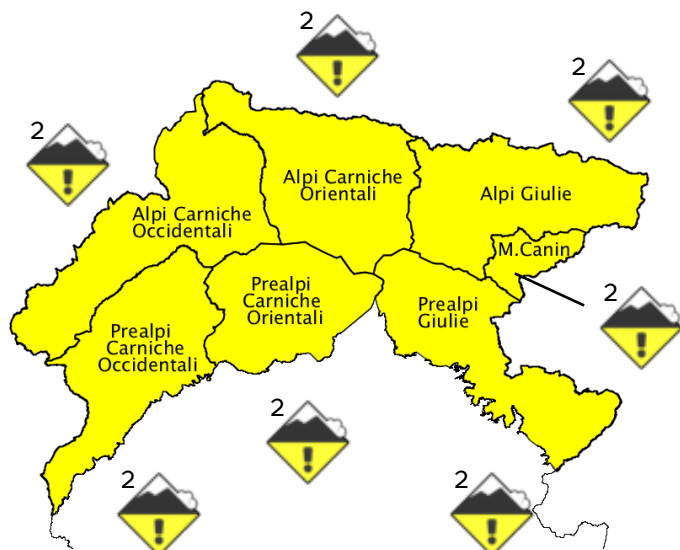 2
2
2
Alpi Carniche
Orientali
Alpi Giulie
Alpi Carniche
Occidentali
M.Canin
Prealpi
Carniche
Orientali
2
Prealpi
Giulie
Prealpi
Carniche
Occidentali
2
2
2